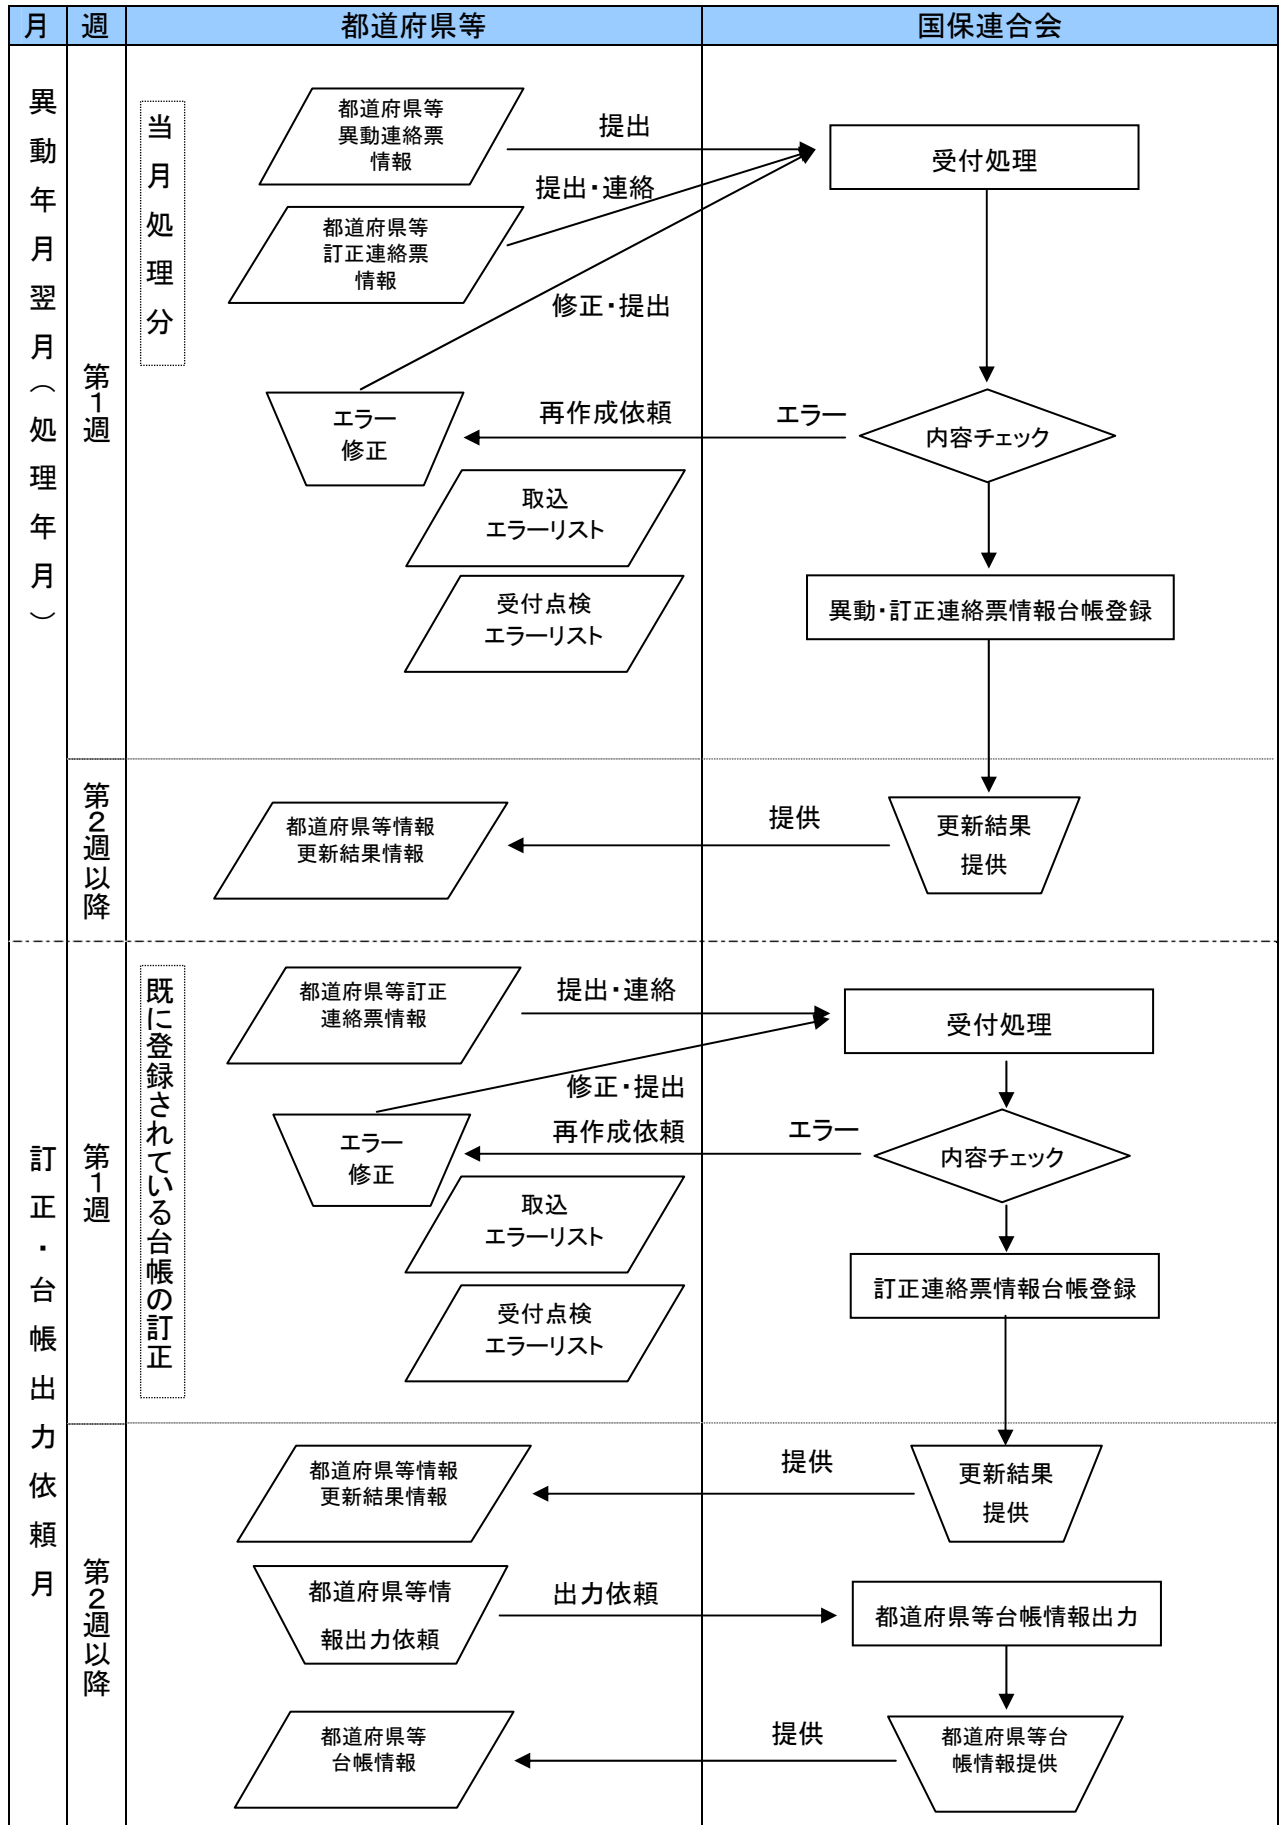 月
週
都道府県等
国保連合会
異動年月翌月（処理年月）
第1週
当月処理分
都道府県等
異動連絡票
情報
提出
受付処理
提出・連絡
都道府県等
訂正連絡票
情報
修正・提出
エラー
修正
再作成依頼
エラー
内容チェック
取込
エラーリスト
受付点検
エラーリスト
異動・訂正連絡票情報台帳登録
第2週以降
都道府県等情報
更新結果情報
提供
更新結果
提供
訂正・台帳出力依頼月
第1週
既に登録されている台帳の訂正
都道府県等訂正
連絡票情報
提出・連絡
受付処理
修正・提出
エラー
修正
再作成依頼
エラー
内容チェック
取込
エラーリスト
受付点検
エラーリスト
訂正連絡票情報台帳登録
第2週以降
都道府県等情報
更新結果情報
提供
更新結果
提供
都道府県等情
報出力依頼
出力依頼
都道府県等台帳情報出力
都道府県等
台帳情報
提供
都道府県等台
帳情報提供